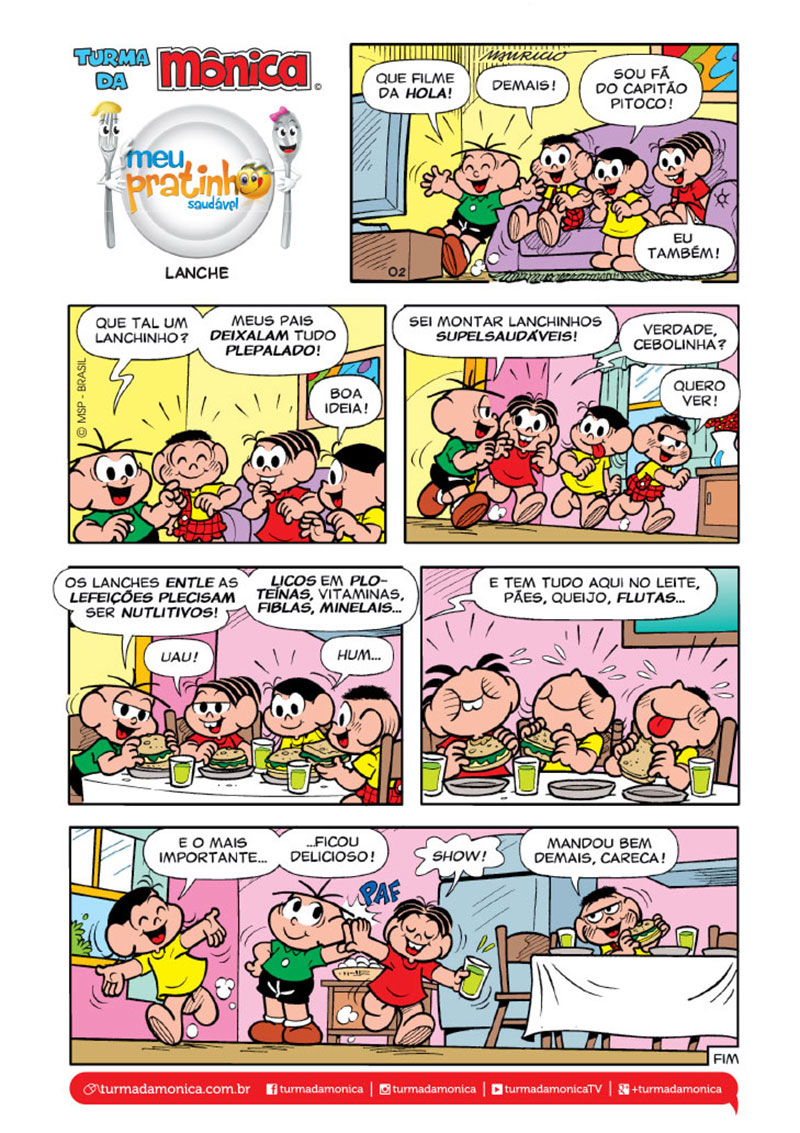 TURMA
DA
MÔNICA
©
meu
pratinho
saudável
LANCHE
MAURICIO
QUE FILME
DA HOLA!
DEMAIS!
SOU FÃ
DO CAPITÃO
PITOCO!
EU
TAMBÉM!
02
© MSP - BRASIL
QUE TAL UM
LANCHINHO?
MEUS PAIS
DEIXALAM TUDO
PLEPALADO!
BOA
IDEIA!
SEI MONTAR LANCHINHOS
SUPELSAUDÁVEIS!
VERDADE,
CEBOLINHA?
QUERO
VER!
OS LANCHES ENTLE AS
LEFEIÇÕES PLECISAM
SER NUTLITIVOS!
LICOS EM PLO-
TEÍNAS, VITAMINAS,
FIBLAS, MINELAIS...
UAU!
HUM...
E TEM TUDO AQUI NO LEITE,
PÃES, QUEIJO, FLUTAS...
E O MAIS
IMPORTANTE...
...FICOU
DELICIOSO!
PAF
SHOW!
MANDOU BEM
DEMAIS, CARECA!
FIM
turmadamonica.com.br
turmadamonica
turmadamonica
turmadamonicaTV
+turmadamonica